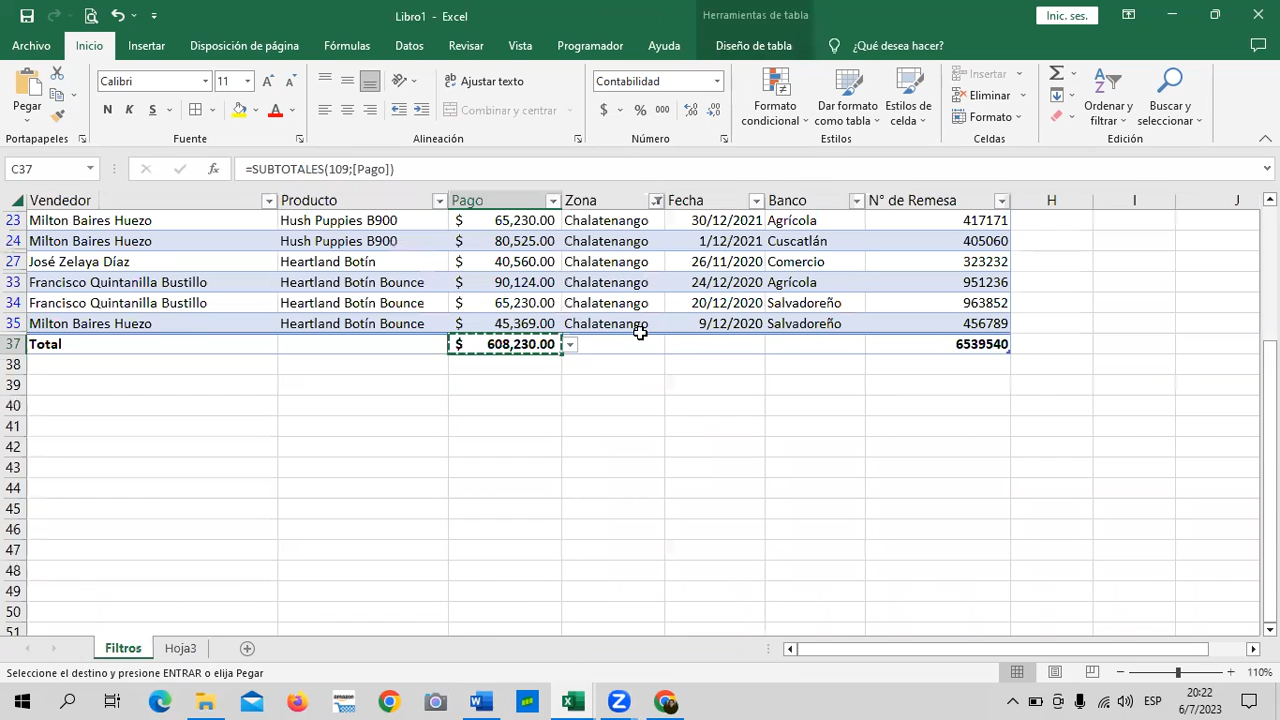 Libro1 - Excel
Herramientas de tabla
Inic. ses.
Archivo Inicio Insertar Disposición de página Fórmulas Datos Revisar Vista Programador Ayuda Diseño de tabla ¿Qué desea hacer?
Pegar
Calibri 11
Ajustar texto
Contabilidad
Formato condicional
Dar formato como tabla
Estilos de celda
Insertar
Eliminar
Formato
Ordenar y filtrar
Buscar y seleccionar
N K S
Combinar y centrar
$ % 000
Portapapeles Fuente Alineación Número Estilos Celdas Edición
C37 fx =SUBTOTALES(109;[Pago])
Vendedor Producto Pago Zona Fecha Banco N° de Remesa H I J
23 Milton Baires Huezo Hush Puppies B900 $ 65,230.00 Chalatenango 30/12/2021 Agrícola 417171
24 Milton Baires Huezo Hush Puppies B900 $ 80,525.00 Chalatenango 1/12/2021 Cuscatlán 405060
27 José Zelaya Díaz Heartland Botín $ 40,560.00 Chalatenango 26/11/2020 Comercio 323232
33 Francisco Quintanilla Bustillo Heartland Botín Bounce $ 90,124.00 Chalatenango 24/12/2020 Agrícola 951236
34 Francisco Quintanilla Bustillo Heartland Botín Bounce $ 65,230.00 Chalatenango 20/12/2020 Salvadoreño 963852
35 Milton Baires Huezo Heartland Botín Bounce $ 45,369.00 Chalatenango 9/12/2020 Salvadoreño 456789
37 Total $ 608,230.00 6539540
38
39
40
41
42
43
44
45
46
47
48
49
50
51
Filtros Hoja3
Seleccione el destino y presione ENTRAR o elija Pegar
110%
amazon
ESP
20:22
6/7/2023